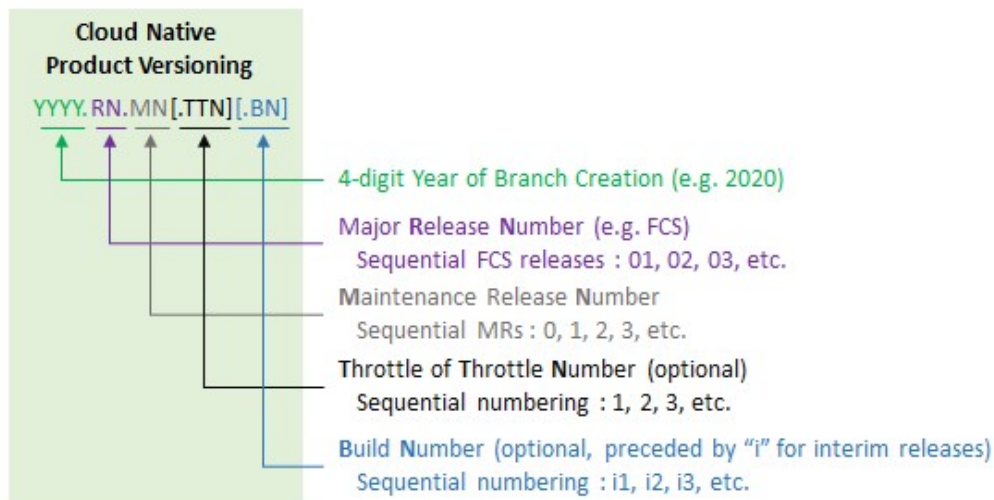 Cloud Native
Product Versioning
YYYY.RN.MN[.TTN][.BN]
4-digit Year of Branch Creation (e.g. 2020)
Major Release Number (e.g. FCS)
Sequential FCS releases : 01, 02, 03, etc.
Maintenance Release Number
Sequential MRs : 0, 1, 2, 3, etc.
Throttle of Throttle Number (optional)
Sequential numbering : 1, 2, 3, etc.
Build Number (optional, preceded by “i” for interim releases)
Sequential numbering : i1, i2, i3, etc.